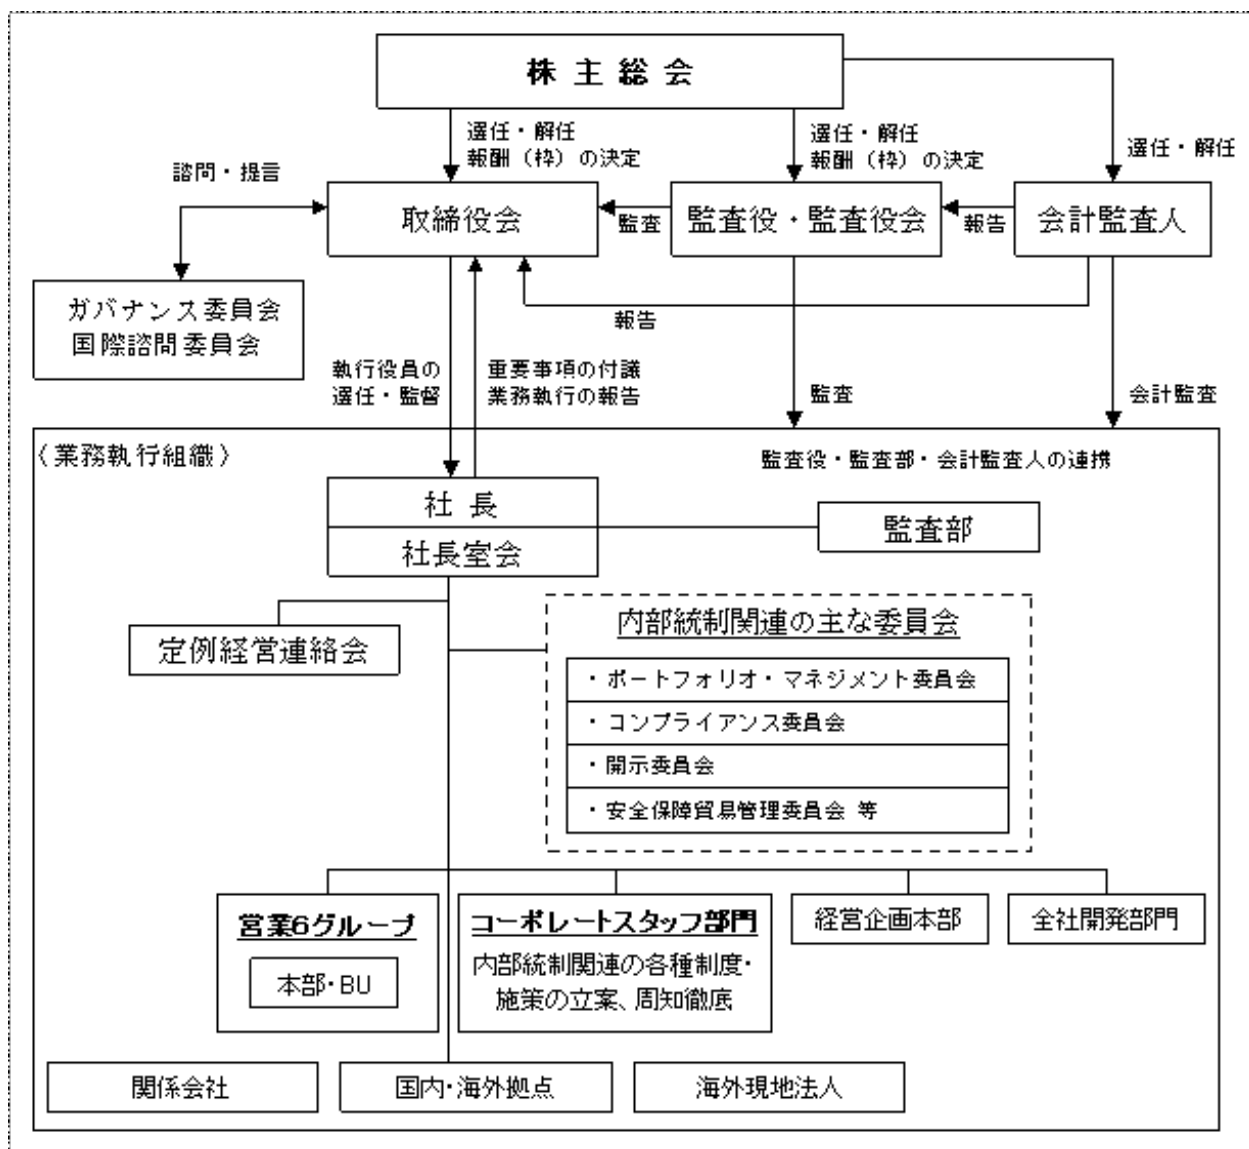 株主総会
選任・解任
報酬（枠）の決定
選任・解任
報酬（枠）の決定
選任・解任
諮問・提言
取締役会
監査
監査役・監査役会
報告
会計監査人
ガバナンス委員会
国際諮問委員会
報告
執行役員の
選任・監督
重要事項の付議
業務執行の報告
監査
会計監査
〈業務執行組織〉
監査役・監査部・会計監査人の連携
社長
社長室会
監査部
定例経営連絡会
内部統制関連の主な委員会
・ポートフォリオ・マネジメント委員会
・コンプライアンス委員会
・開示委員会
・安全保障貿易管理委員会 等
営業6グループ
本部・BU
コーポレートスタッフ部門
内部統制関連の各種制度・
施策の立案、周知徹底
経営企画本部
全社開発部門
関係会社
国内・海外拠点
海外現地法人